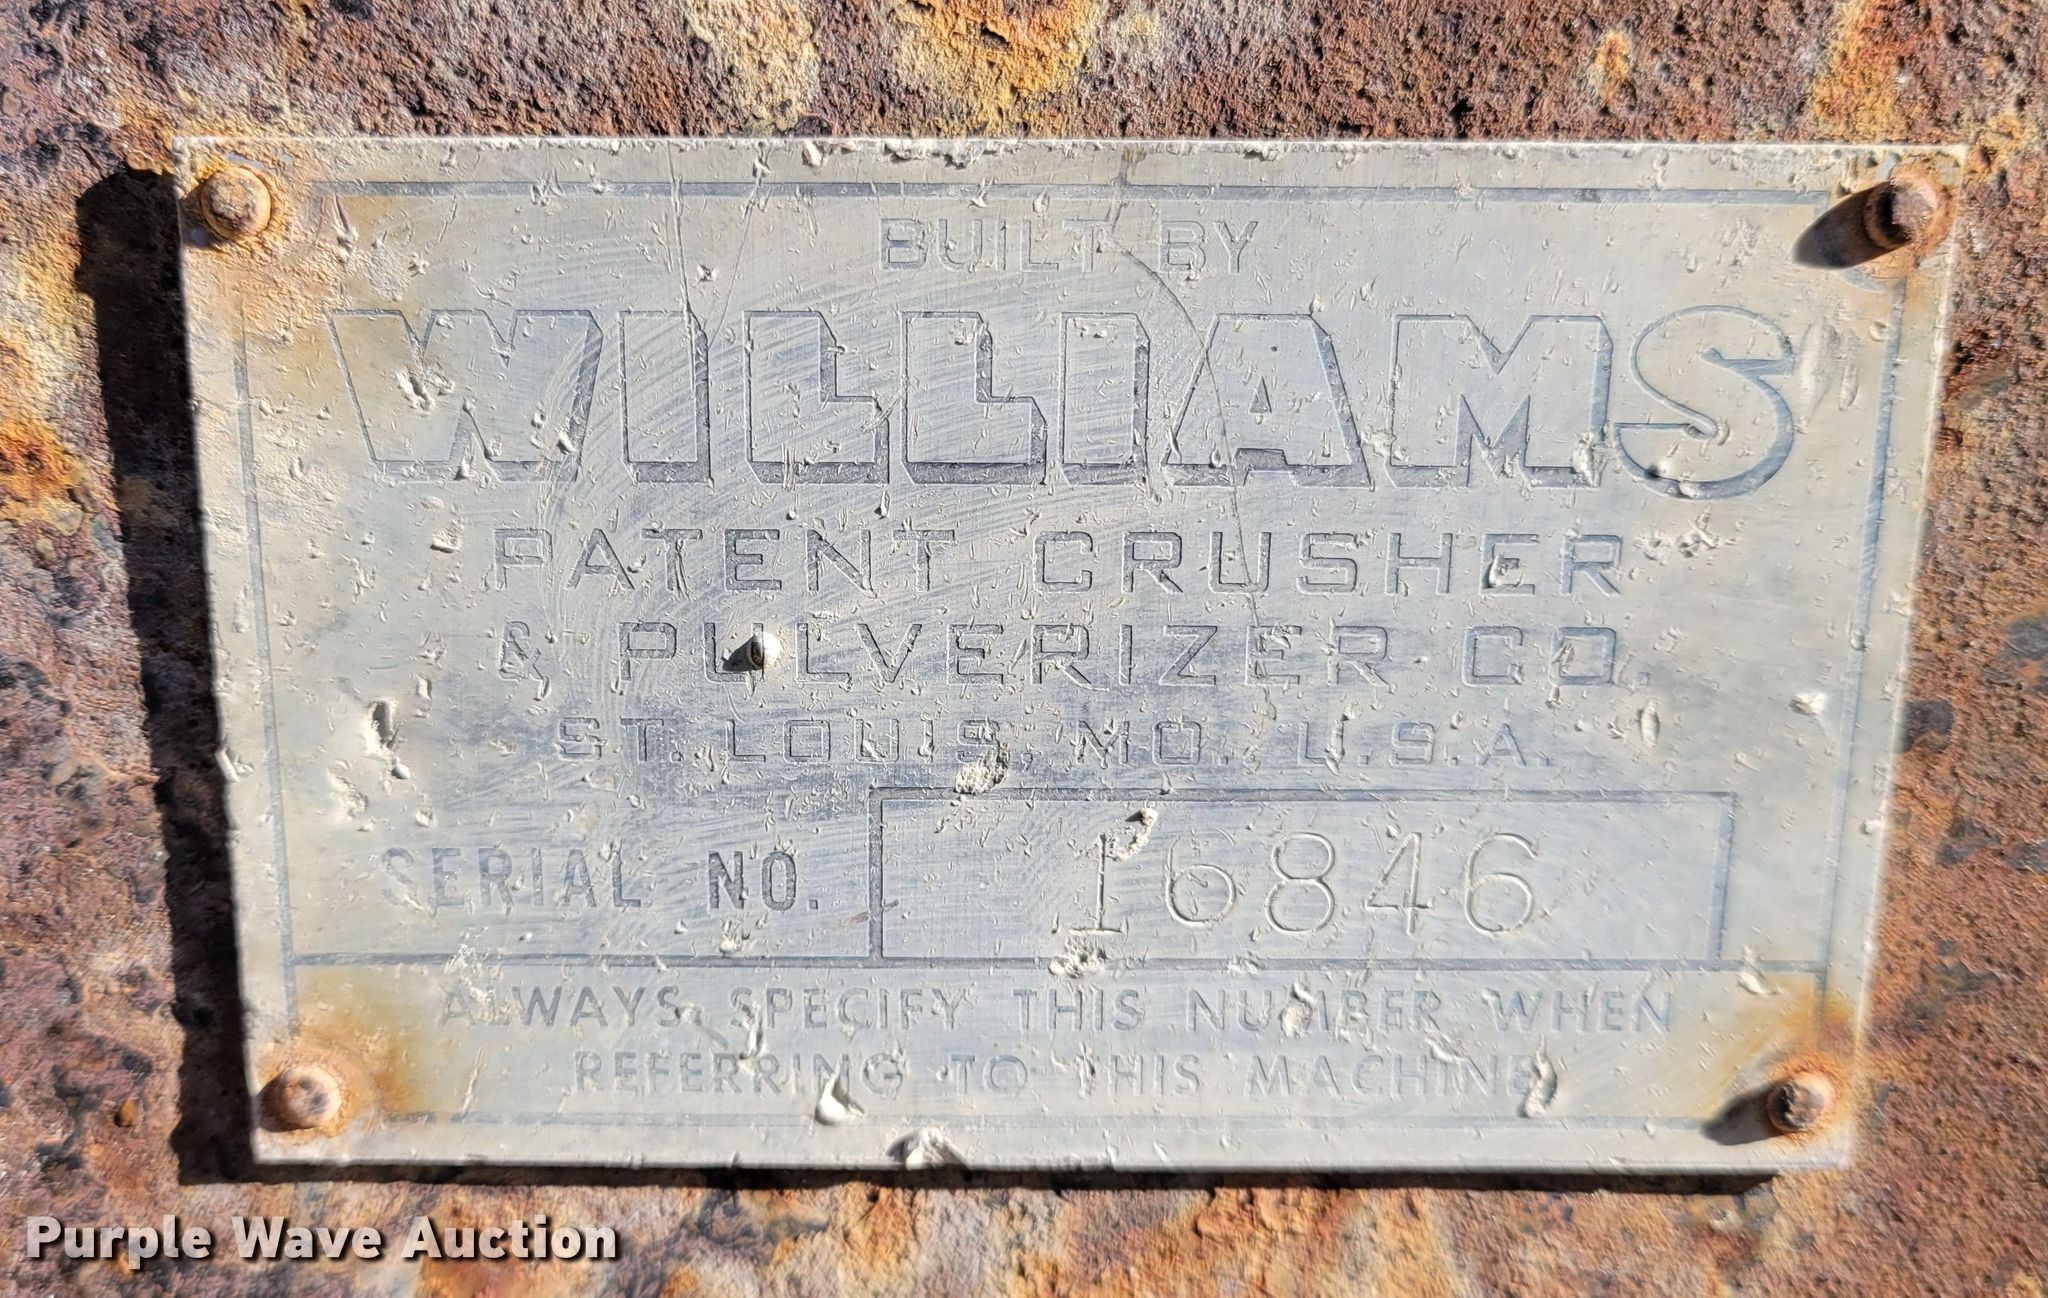 BUILT BY
WILLIAMS
PATENT CRUSHER
& PULVERIZER CO.
ST. LOUIS, MO., U.S.A.
SERIAL NO. 16846
ALWAYS SPECIFY THIS NUMBER WHEN
REFERRING TO THIS MACHINE
Purple Wave Auction